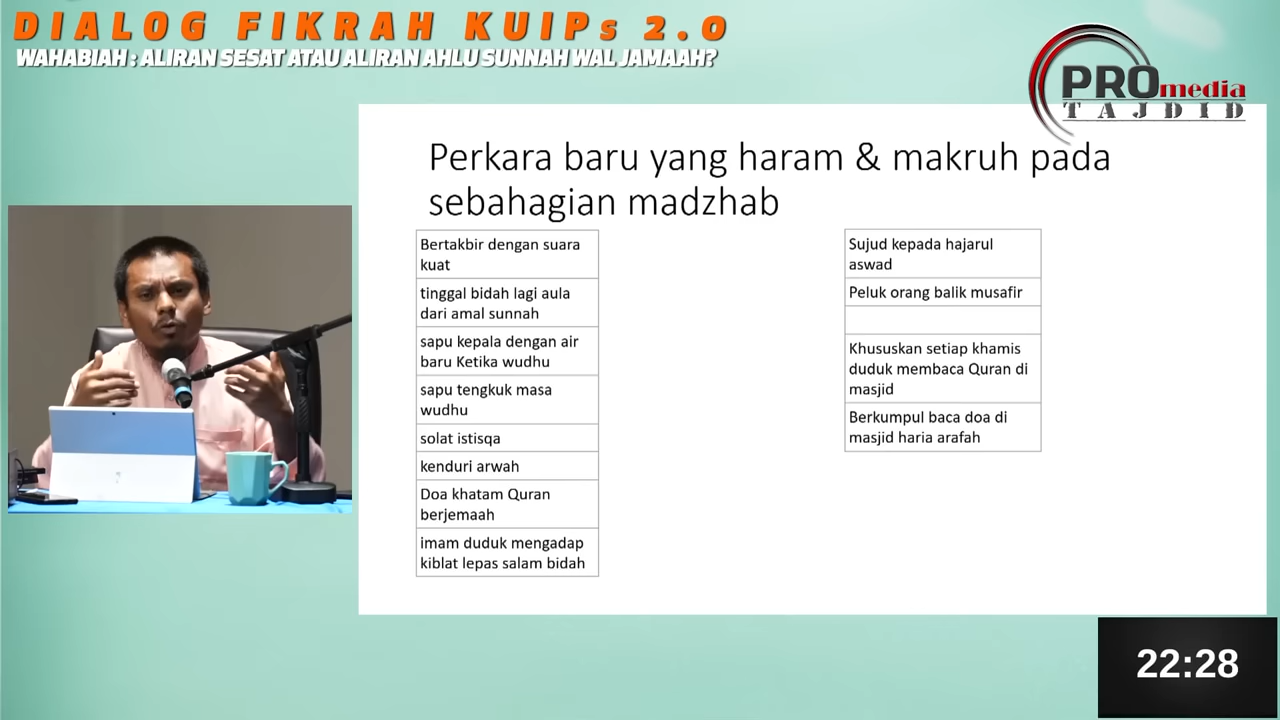 DIALOG FIKRAH KUIPs 2.0
WAHABIAH : ALIRAN SESAT ATAU ALIRAN AHLU SUNNAH WAL JAMAAH?
PROmedia
TAJDID
Perkara baru yang haram & makruh pada
sebahagian madzhab
Bertakbir dengan suara
kuat
tinggal bidah lagi aula
dari amal sunnah
sapu kepala dengan air
baru Ketika wudhu
sapu tengkuk masa
wudhu
solat istisqa
kenduri arwah
Doa khatam Quran
berjemaah
imam duduk mengadap
kiblat lepas salam bidah
Sujud kepada hajarul
aswad
Peluk orang balik musafir
Khususkan setiap khamis
duduk membaca Quran di
masjid
Berkumpul baca doa di
masjid haria arafah
22:28